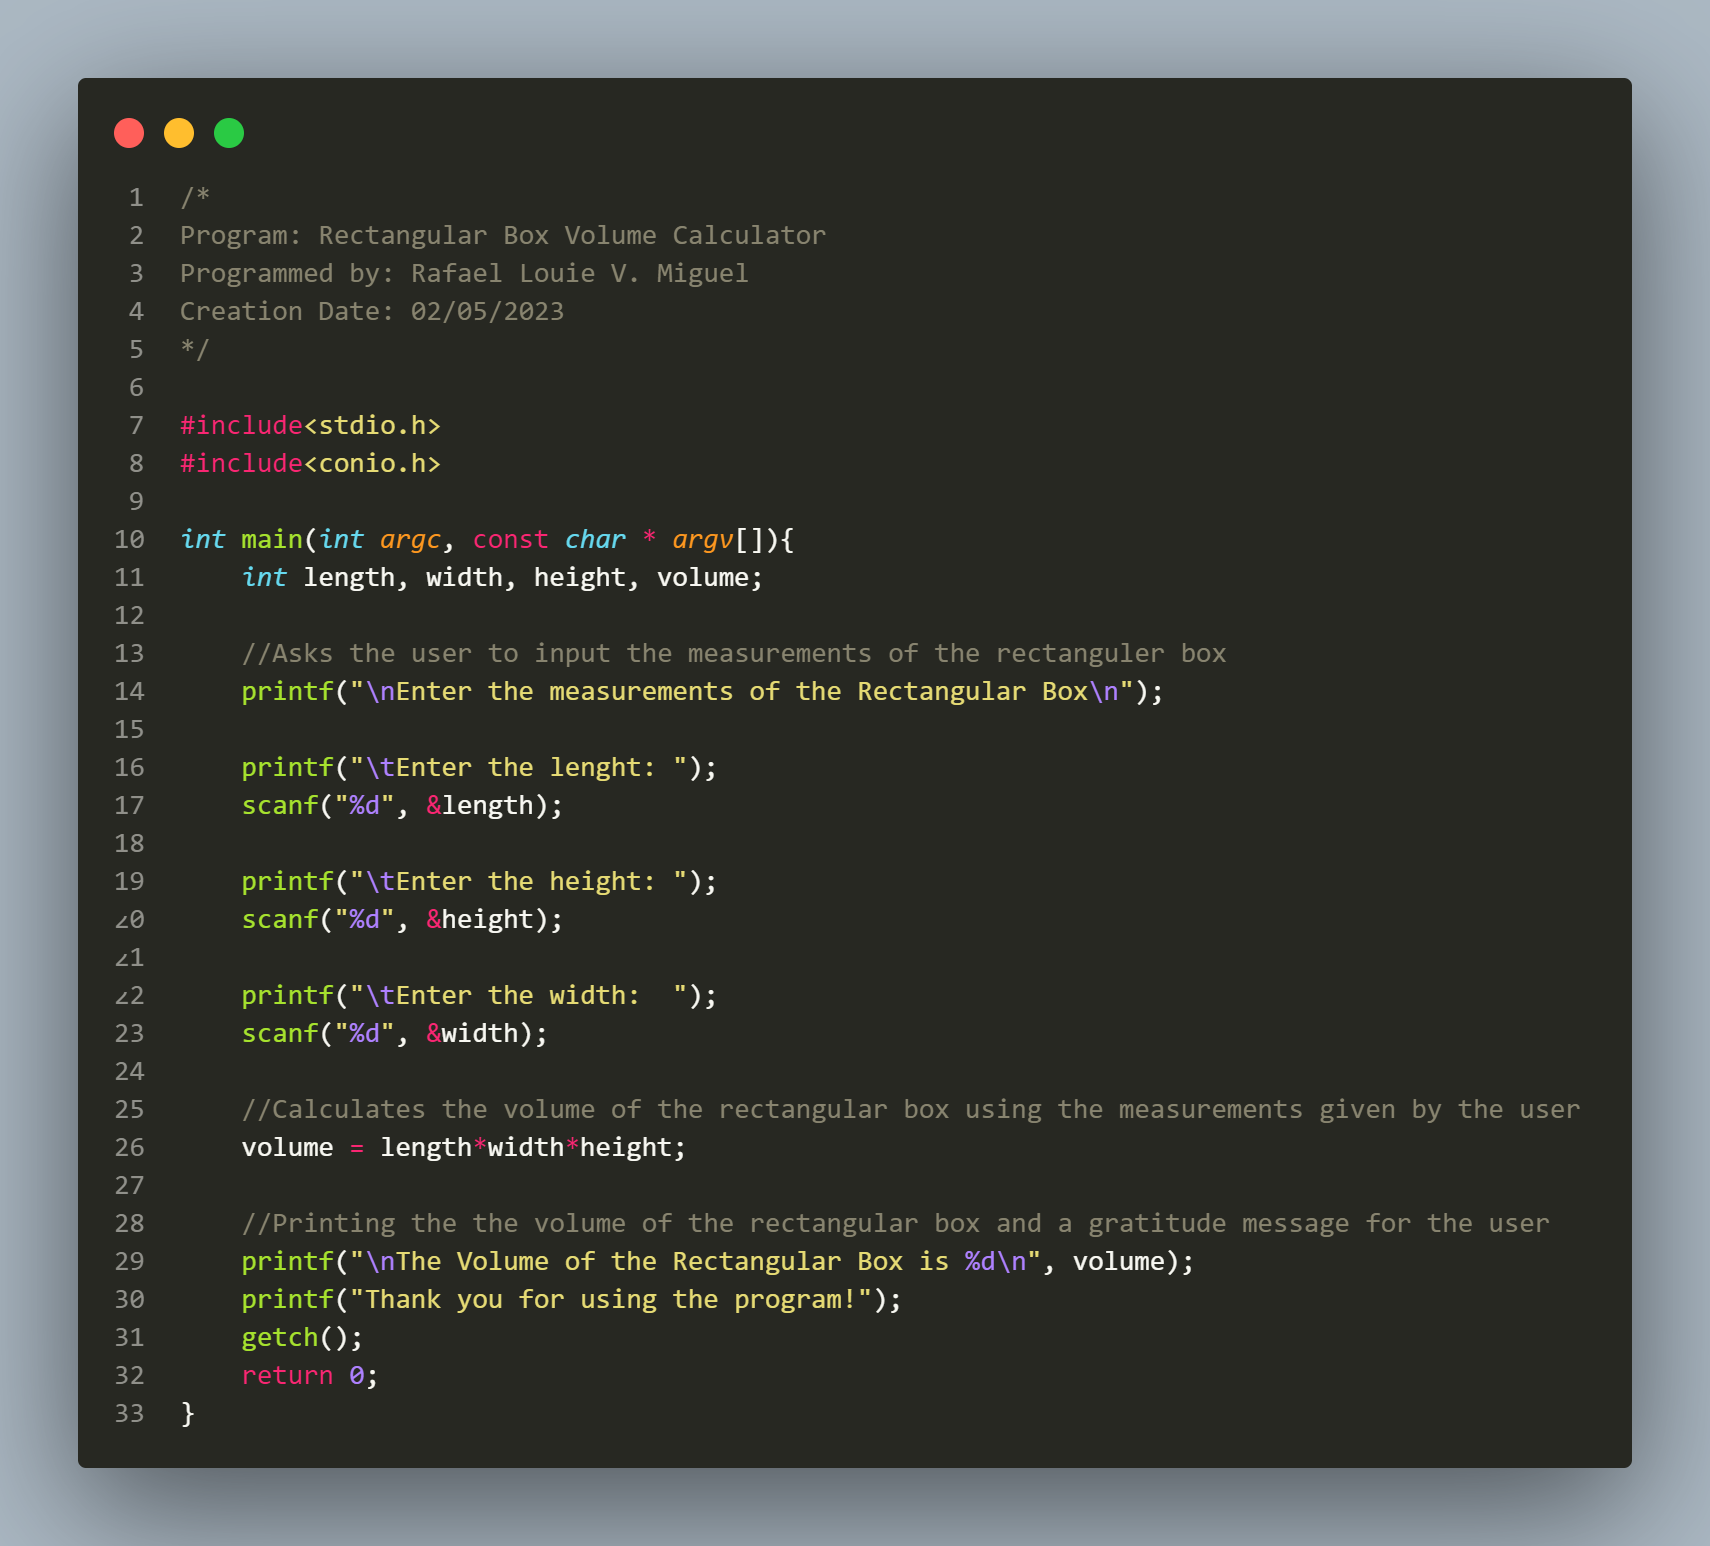 1 /*
2 Program: Rectangular Box Volume Calculator
3 Programmed by: Rafael Louie V. Miguel
4 Creation Date: 02/05/2023
5 */
6
7 #include<stdio.h>
8 #include<conio.h>
9
10 int main(int argc, const char * argv[]){
11     int length, width, height, volume;
12
13     //Asks the user to input the measurements of the rectanguler box
14     printf("\nEnter the measurements of the Rectangular Box\n");
15
16     printf("\tEnter the lenght: ");
17     scanf("%d", &length);
18
19     printf("\tEnter the height: ");
20     scanf("%d", &height);
21
22     printf("\tEnter the width:  ");
23     scanf("%d", &width);
24
25     //Calculates the volume of the rectangular box using the measurements given by the user
26     volume = length*width*height;
27
28     //Printing the the volume of the rectangular box and a gratitude message for the user
29     printf("\nThe Volume of the Rectangular Box is %d\n", volume);
30     printf("Thank you for using the program!");
31     getch();
32     return 0;
33 }